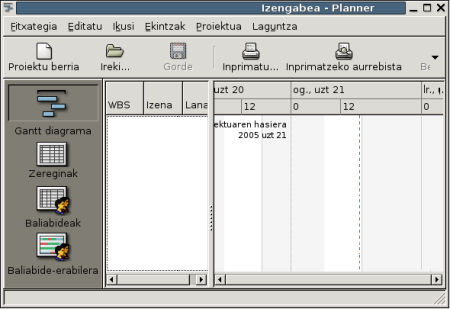 Izengabea - Planner
Fitxategia Editatu Ikusi Ekintzak Proiektua Laguntza
Proiektu berria Ireki... Gorde Inprimatu... Inprimatzeko aurrebista
WBS Izena Lana
uzt 20 og., uzt 21
12 0 12 0
ektuaren hasiera
2005 uzt 21
Gantt diagrama
Zereginak
Baliabideak
Baliabide-erabilera